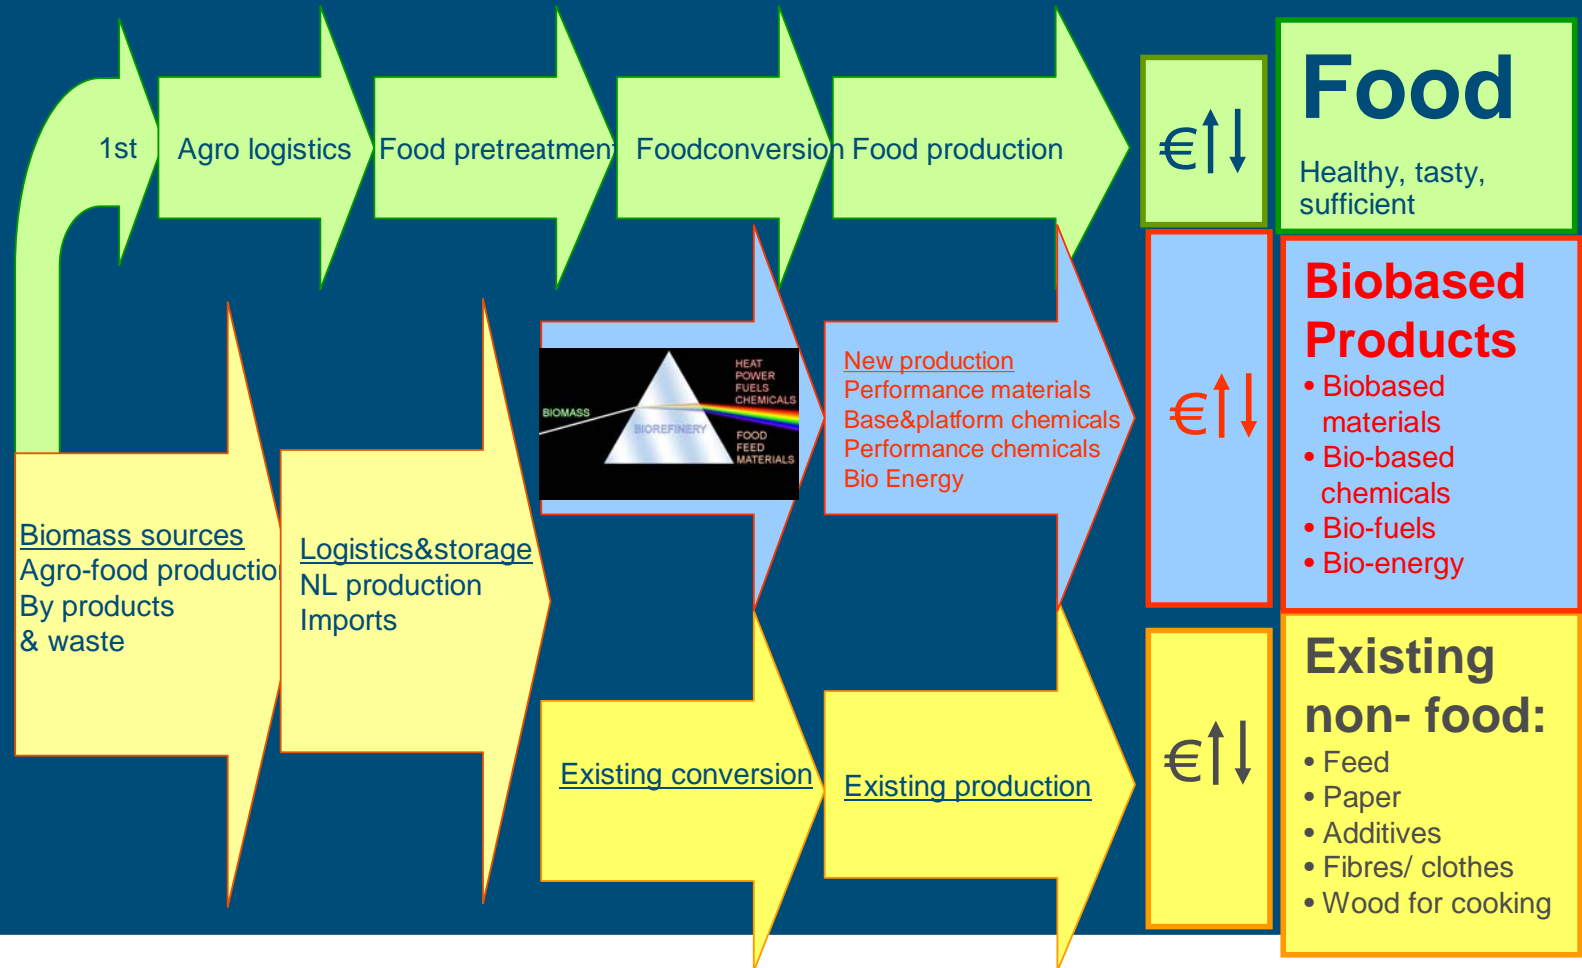 1st
Agro logistics
Food pretreatment
Foodconversion
Food production
€
Food
Healthy, tasty,
sufficient
Biomass sources
Agro-food production
By products
& waste
Logistics&storage
NL production
Imports
BIOMASS
BIOREFINERY
HEAT
POWER
FUELS
CHEMICALS
FOOD
FEED
MATERIALS
New production
Performance materials
Base&platform chemicals
Performance chemicals
Bio Energy
€
Biobased
Products
• Biobased
materials
• Bio-based
chemicals
• Bio-fuels
• Bio-energy
Existing conversion
Existing production
€
Existing
non- food:
• Feed
• Paper
• Additives
• Fibres/ clothes
• Wood for cooking